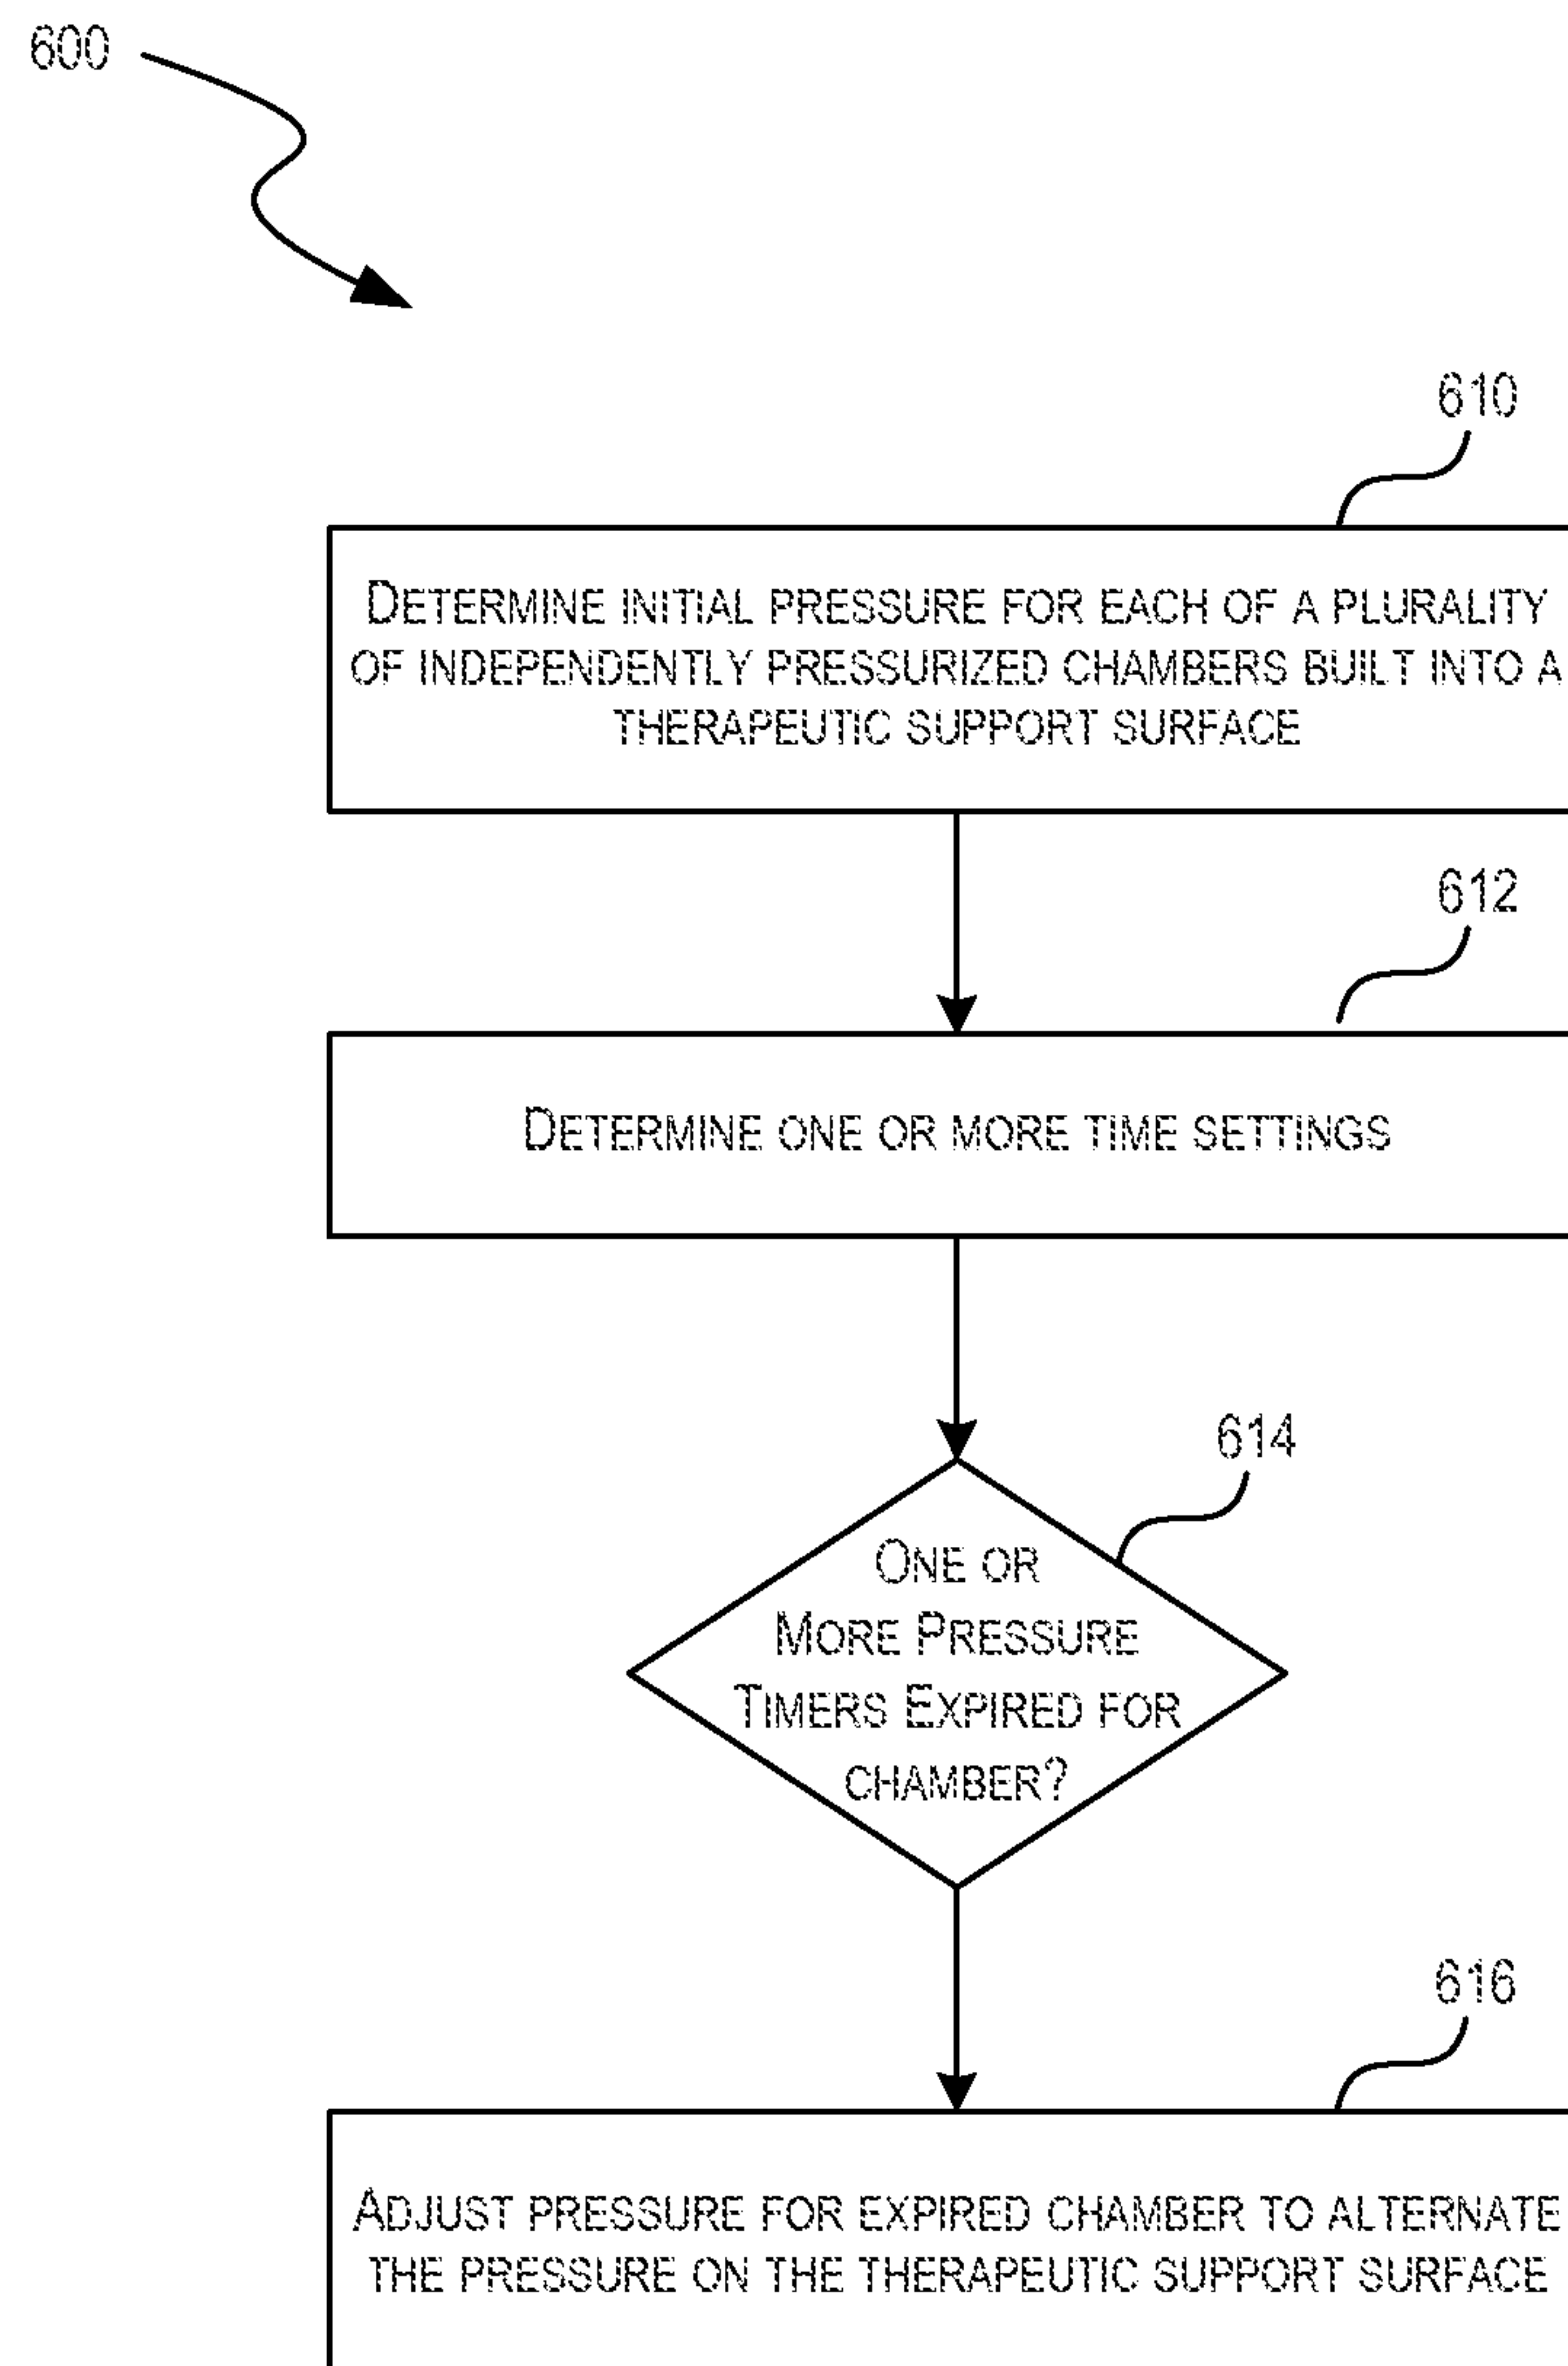 600
610
DETERMINE INITIAL PRESSURE FOR EACH OF A PLURALITY
OF INDEPENDENTLY PRESSURIZED CHAMBERS BUILT INTO A
THERAPEUTIC SUPPORT SURFACE
612
DETERMINE ONE OR MORE TIME SETTINGS
614
ONE OR
MORE PRESSURE
TIMERS EXPIRED FOR
CHAMBER?
616
ADJUST PRESSURE FOR EXPIRED CHAMBER TO ALTERNATE
THE PRESSURE ON THE THERAPEUTIC SUPPORT SURFACE